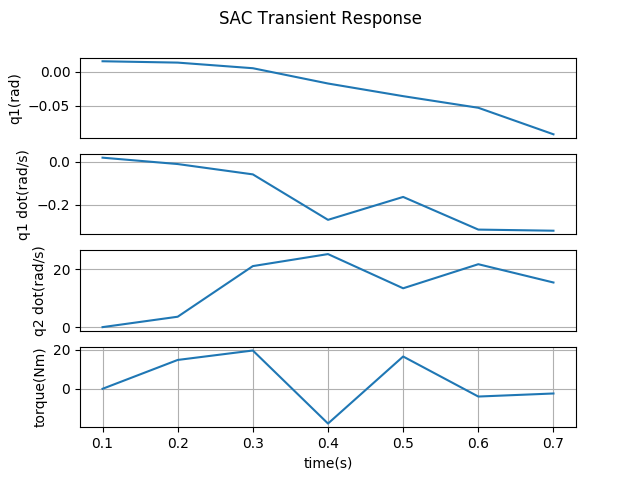 SAC Transient Response
q1(rad)
0.00
−0.05
q1 dot(rad/s)
0.0
−0.2
q2 dot(rad/s)
20
0
torque(Nm)
20
0
0.1 0.2 0.3 0.4 0.5 0.6 0.7
time(s)